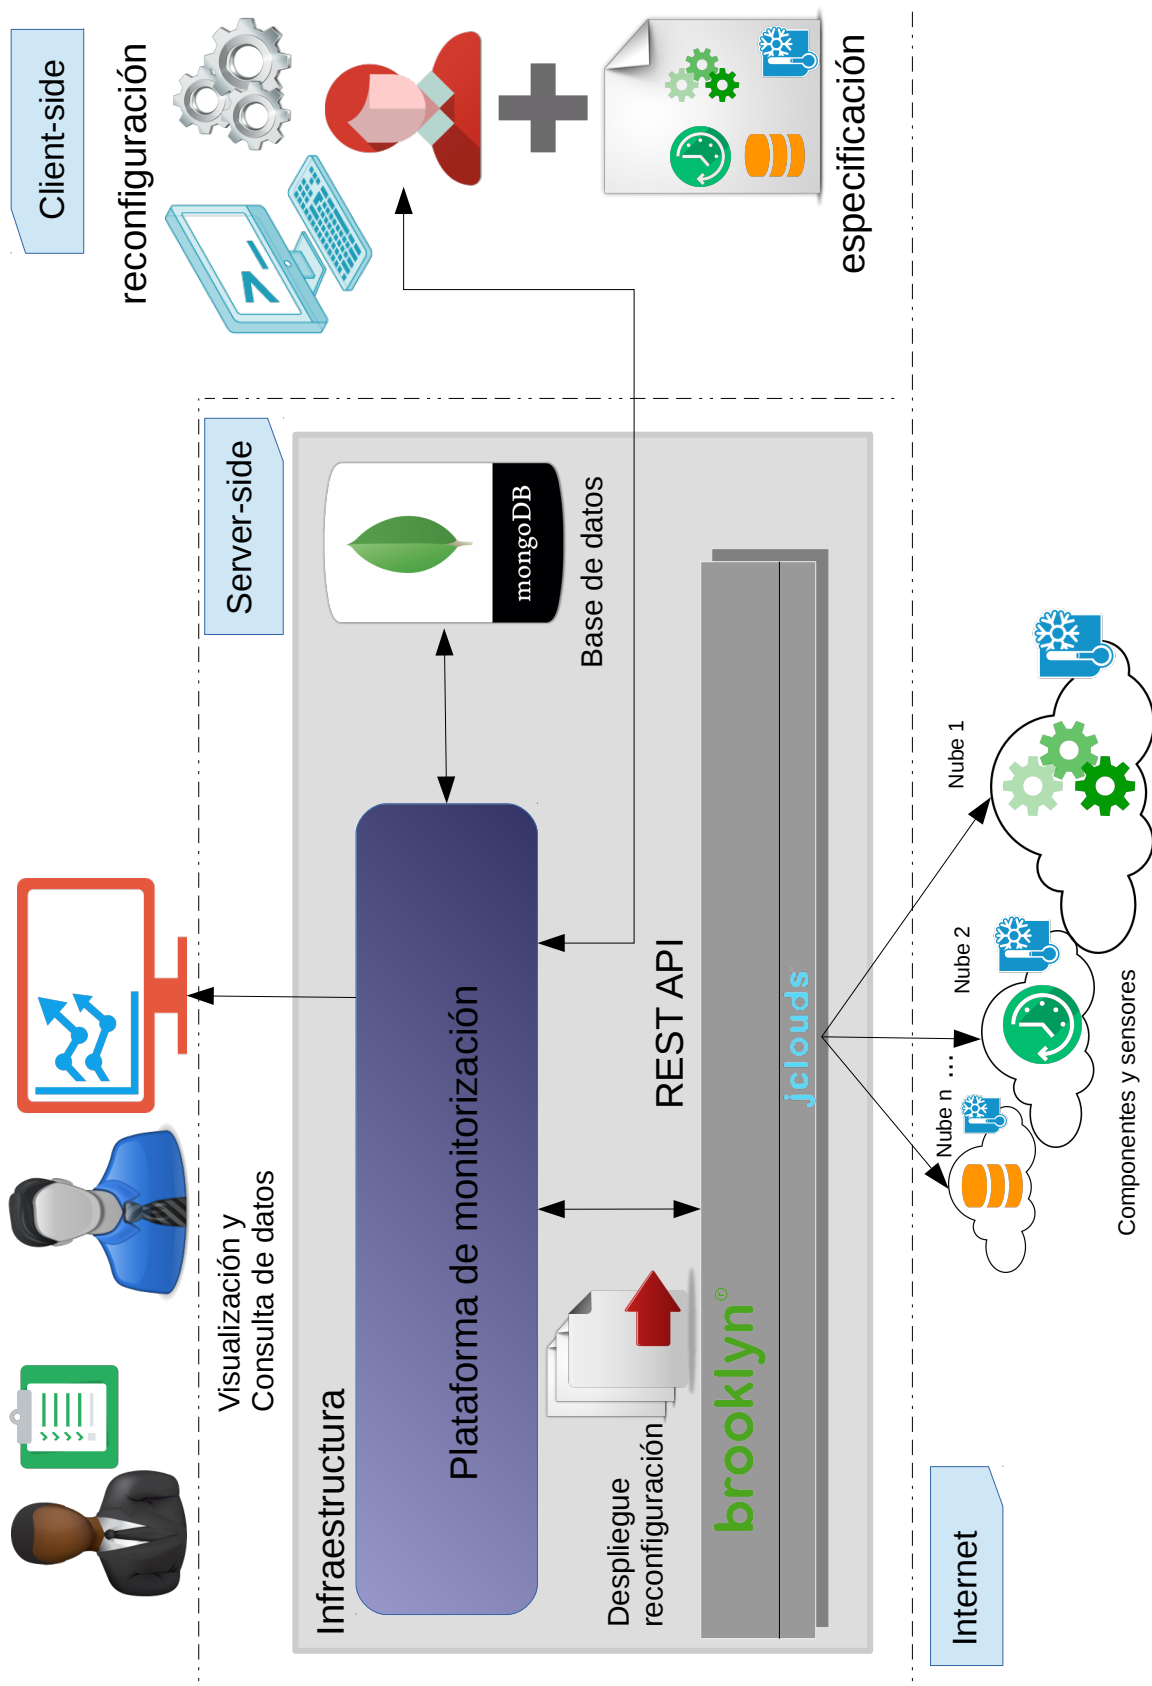 Visualización y
Consulta de datos
Client-side
reconfiguración
Server-side
Infraestructura
mongoDB
Plataforma de monitorización
Base de datos
especificación
Despliegue
reconfiguración
REST API
brooklyn
jclouds
Internet
Nube n
...
Nube 2
Nube 1
Componentes y sensores